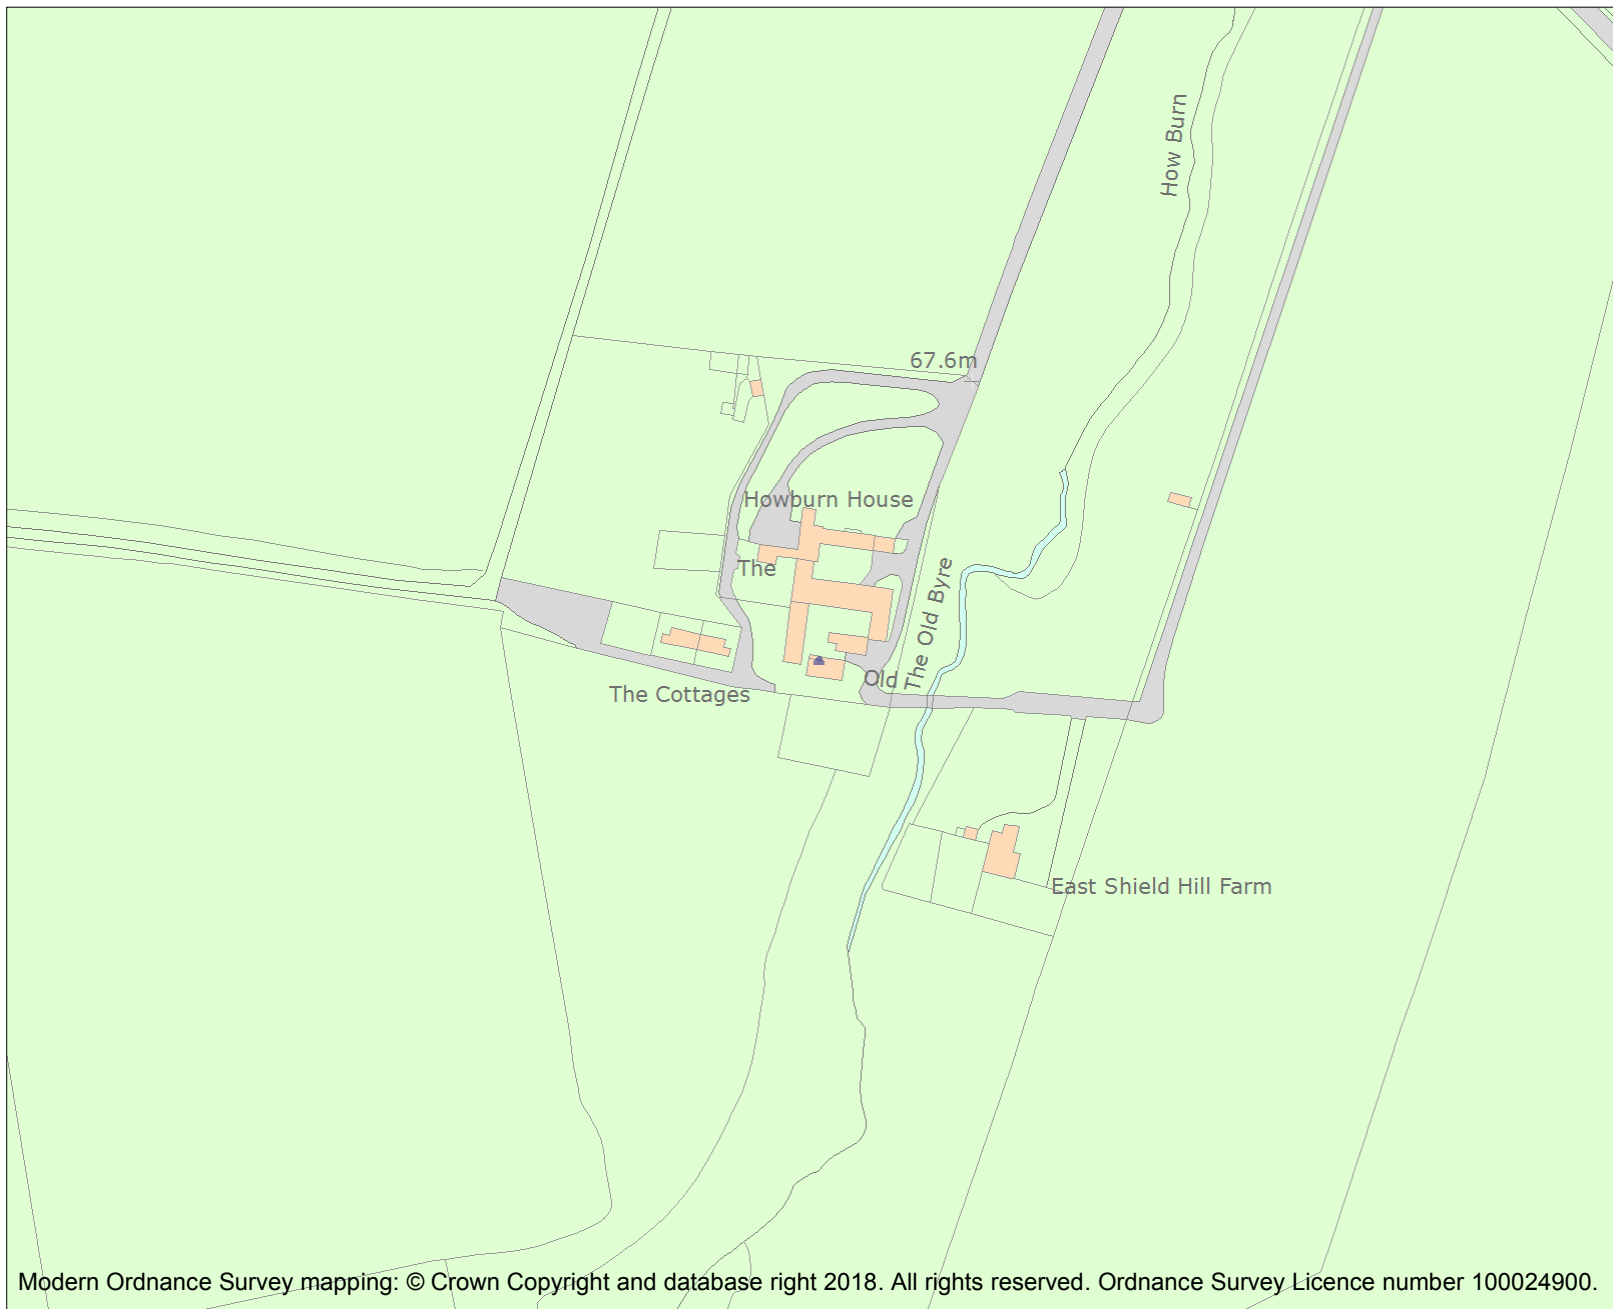 How Burn
67.6m
Howburn House
The
The Old Byre
Old
The Cottages
East Shield Hill Farm
Modern Ordnance Survey mapping: © Crown Copyright and database right 2018. All rights reserved. Ordnance Survey Licence number 100024900.